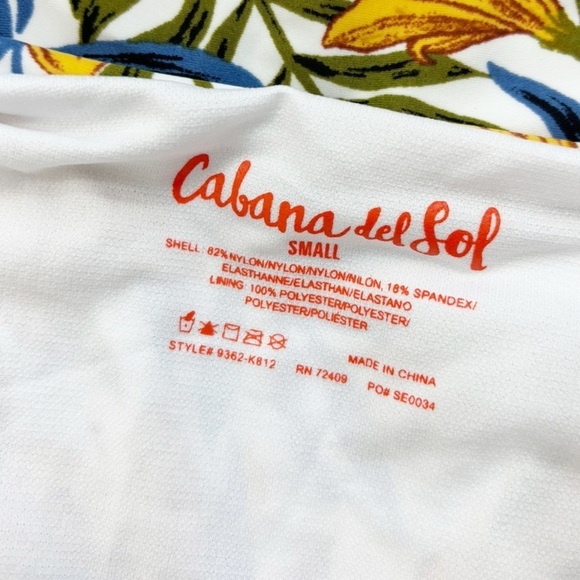 Cabana del Sol
SMALL
SHELL: 82% NYLON/NYLON/NYLON/NILON, 18% SPANDEX/
ELASTHANNE/ELASTHAN/ELASTANO
LINING: 100% POLYESTER/POLYESTER/
POLYESTER/POLIÉSTER
STYLE# 9362-K812 RN 72409 MADE IN CHINA
PO# SE0034